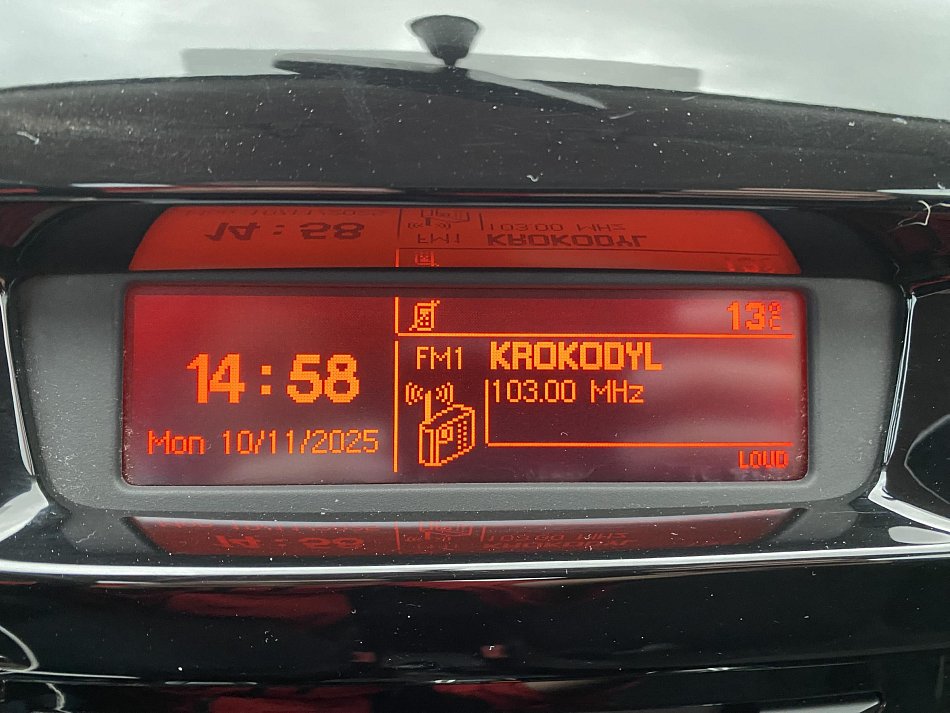 14:58
Mon 10/11/2025
13°C
FM1 KROKODYL
103.00 MHz
LOUD